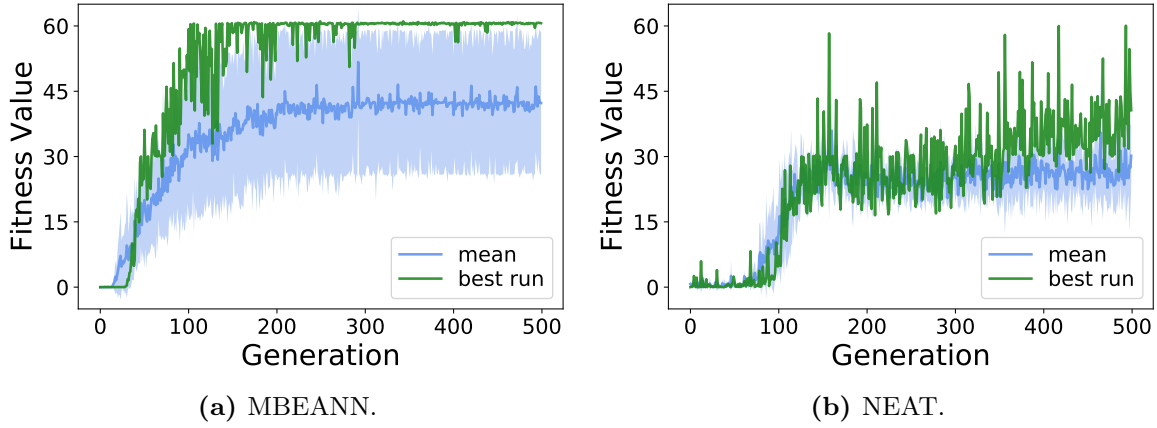 Fitness Value
60
45
30
15
0
mean
best run
0 100 200 300 400 500
Generation
(a) MBEANN.
Fitness Value
60
45
30
15
0
mean
best run
0 100 200 300 400 500
Generation
(b) NEAT.